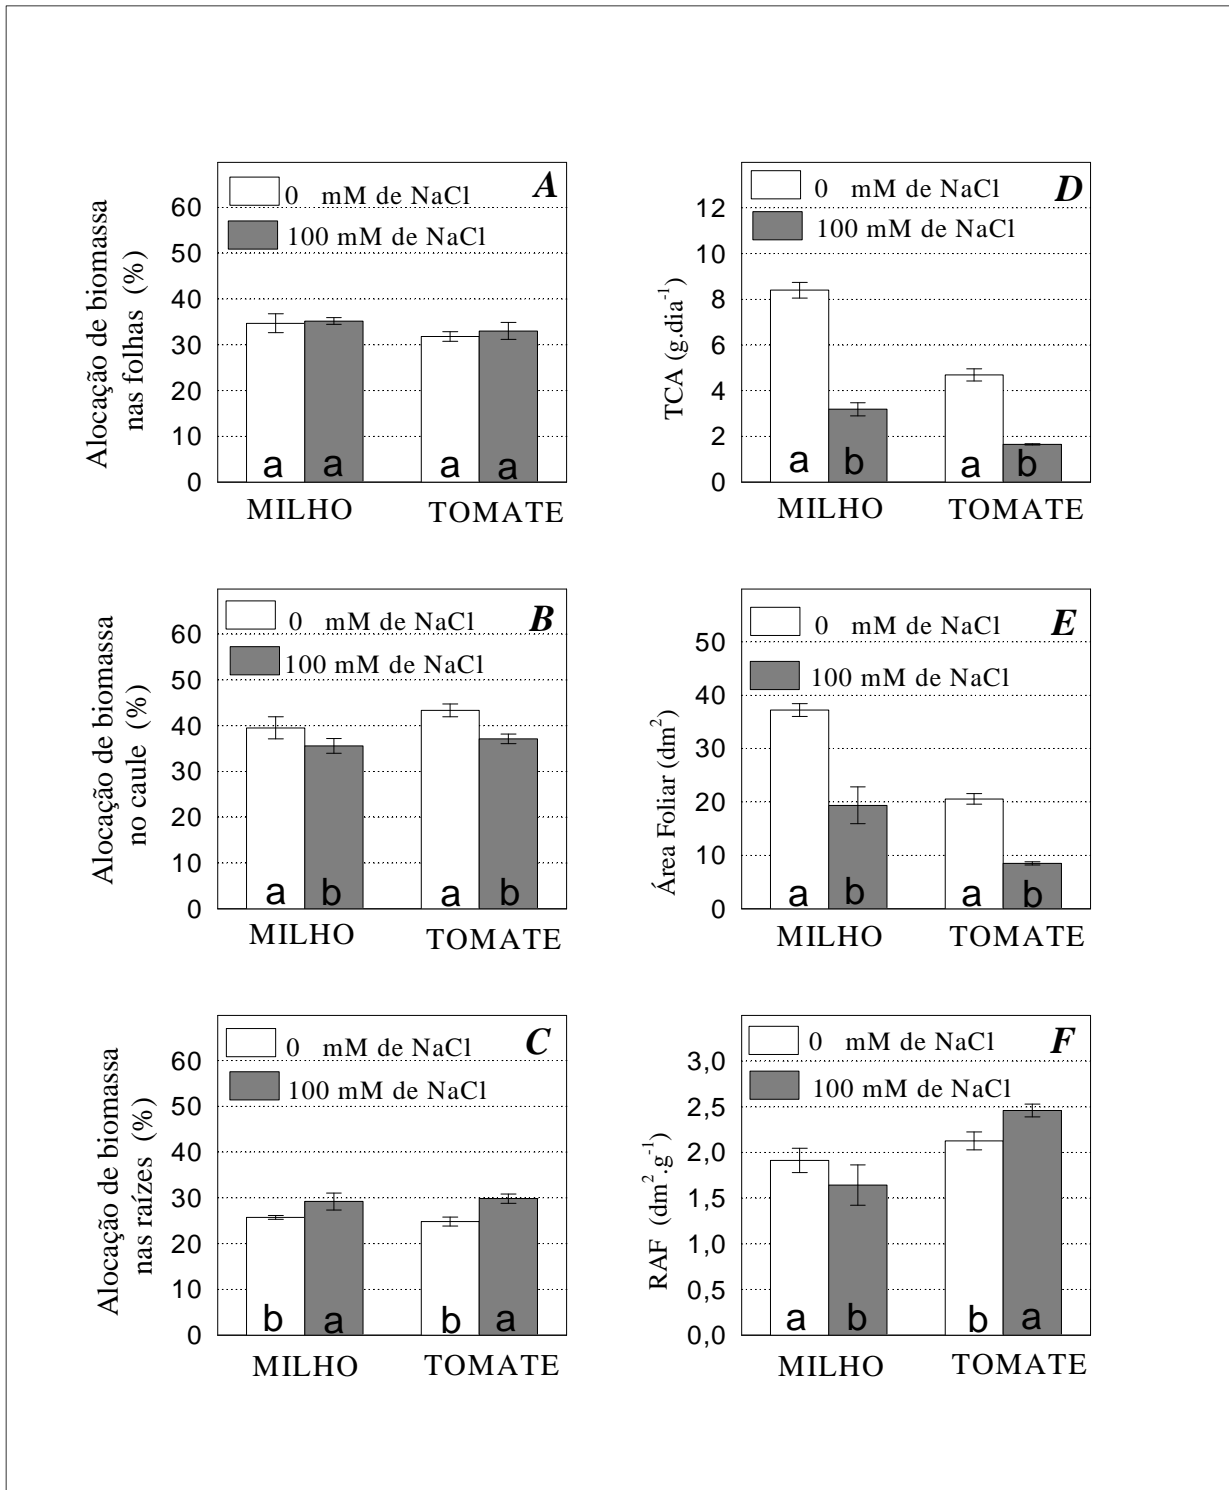 A
0 mM de NaCl
100 mM de NaCl
Alocação de biomassa
nas folhas (%)
60
50
40
30
20
10
0
a a a a
MILHO TOMATE
D
0 mM de NaCl
100 mM de NaCl
TCA (g.dia⁻¹)
12
10
8
6
4
2
0
a b a b
MILHO TOMATE
B
0 mM de NaCl
100 mM de NaCl
Alocação de biomassa
no caule (%)
60
50
40
30
20
10
0
a b a b
MILHO TOMATE
E
0 mM de NaCl
100 mM de NaCl
Área Foliar (dm²)
50
40
30
20
10
0
a b a b
MILHO TOMATE
C
0 mM de NaCl
100 mM de NaCl
Alocação de biomassa
nas raízes (%)
60
50
40
30
20
10
0
b a b a
MILHO TOMATE
F
0 mM de NaCl
100 mM de NaCl
RAF (dm².g⁻¹)
3,0
2,5
2,0
1,5
1,0
0,5
0,0
a b b a
MILHO TOMATE